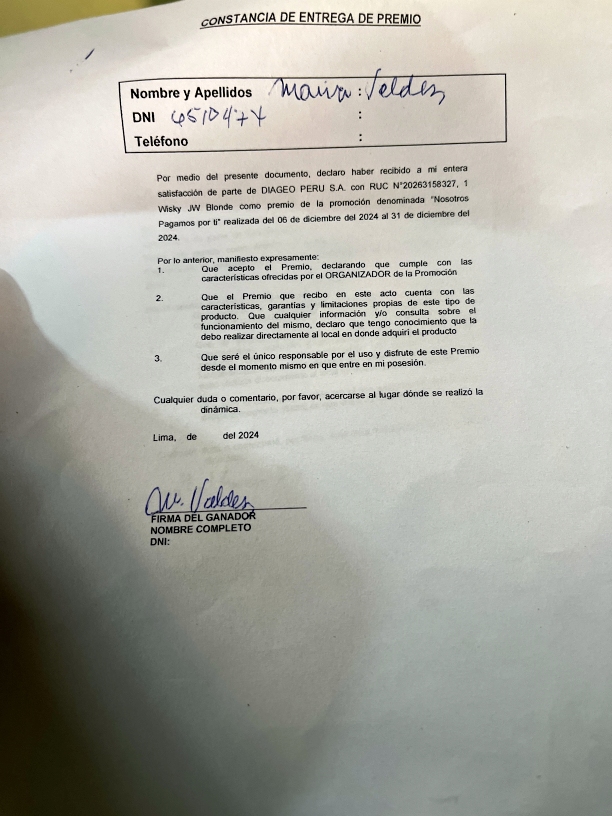 CONSTANCIA DE ENTREGA DE PREMIO
Nombre y Apellidos : Valdez
DNI :
Teléfono :
Por medio del presente documento, declaro haber recibido a mi entera
satisfacción de parte de DIAGEO PERU S.A. con RUC N°20263158327, 1
Wisky JW Blonde como premio de la promoción denominada "Nosotros
Pagamos por ti" realizada del 06 de diciembre del 2024 al 31 de diciembre del
2024.
Por lo anterior, manifiesto expresamente:
1. Que acepto el Premio, declarando que cumple con las
características ofrecidas por el ORGANIZADOR de la Promoción
2. Que el Premio que recibo en este acto cuenta con las
características, garantías y limitaciones propias de este tipo de
producto. Que cualquier información y/o consulta sobre el
funcionamiento del mismo, declaro que tengo conocimiento que la
debo realizar directamente al local en donde adquirí el producto
3. Que seré el único responsable por el uso y disfrute de este Premio
desde el momento mismo en que entre en mi posesión.
Cualquier duda o comentario, por favor, acercarse al lugar dónde se realizó la
dinámica.
Lima, de del 2024
M. Valdez
FIRMA DEL GANADOR
NOMBRE COMPLETO
DNI: